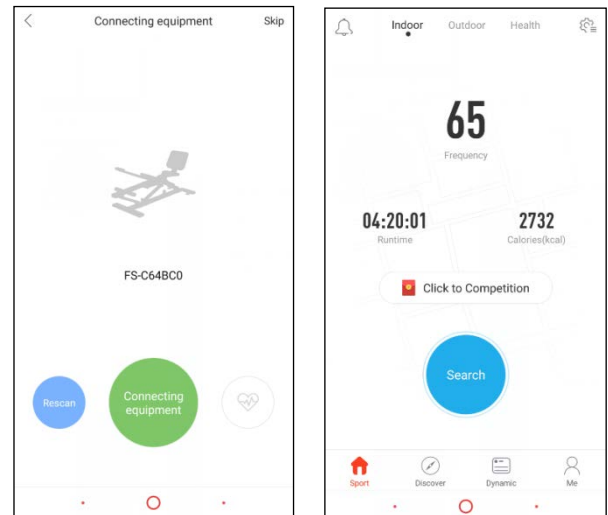 Connecting equipment Skip
FS-C64BC0
Rescan
Connecting
equipment
Indoor Outdoor Health
65
Frequency
04:20:01 2732
Runtime Calories(kcal)
Click to Competition
Search
Sport Discover Dynamic Me